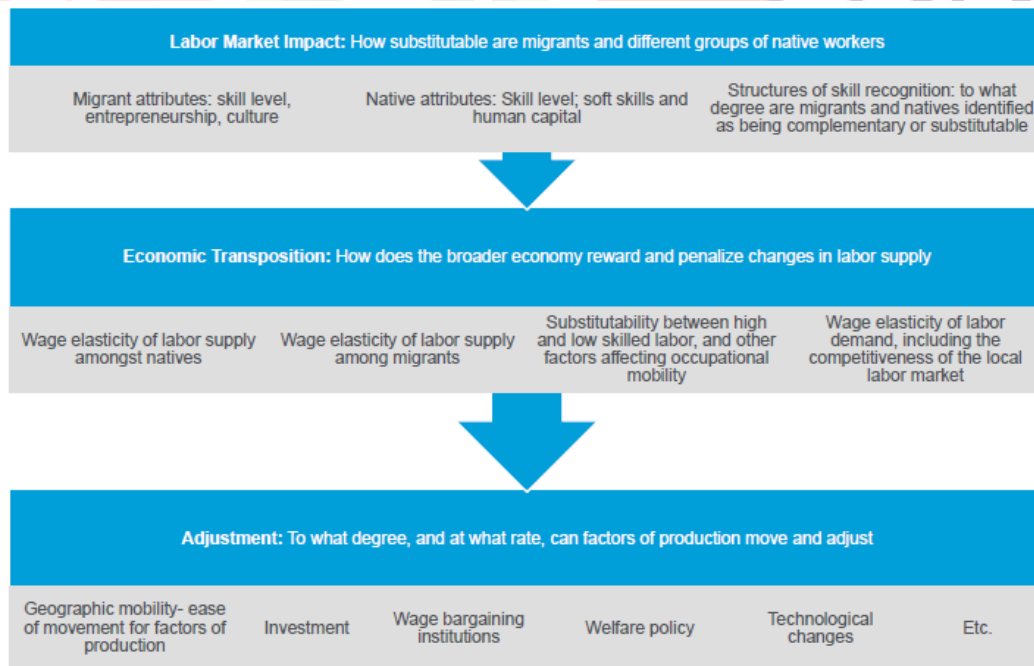 Labor Market Impact: How substitutable are migrants and different groups of native workers
Migrant attributes: skill level,
entrepreneurship, culture
Native attributes: Skill level; soft skills and
human capital
Structures of skill recognition: to what
degree are migrants and natives identified
as being complementary or substitutable
Economic Transposition: How does the broader economy reward and penalize changes in labor supply
Wage elasticity of labor supply
amongst natives
Wage elasticity of labor supply
among migrants
Substitutability between high
and low skilled labor, and other
factors affecting occupational
mobility
Wage elasticity of labor
demand, including the
competitiveness of the local
labor market
Adjustment: To what degree, and at what rate, can factors of production move and adjust
Geographic mobility- ease
of movement for factors of
production
Investment
Wage bargaining
institutions
Welfare policy
Technological
changes
Etc.